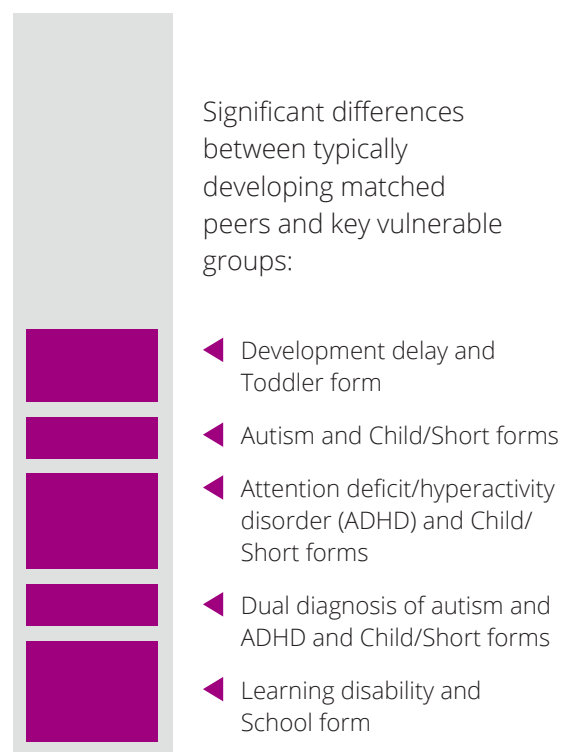 Significant differences
between typically
developing matched
peers and key vulnerable
groups:
Development delay and
Toddler form
Autism and Child/Short forms
Attention deficit/hyperactivity
disorder (ADHD) and Child/
Short forms
Dual diagnosis of autism and
ADHD and Child/Short forms
Learning disability and
School form